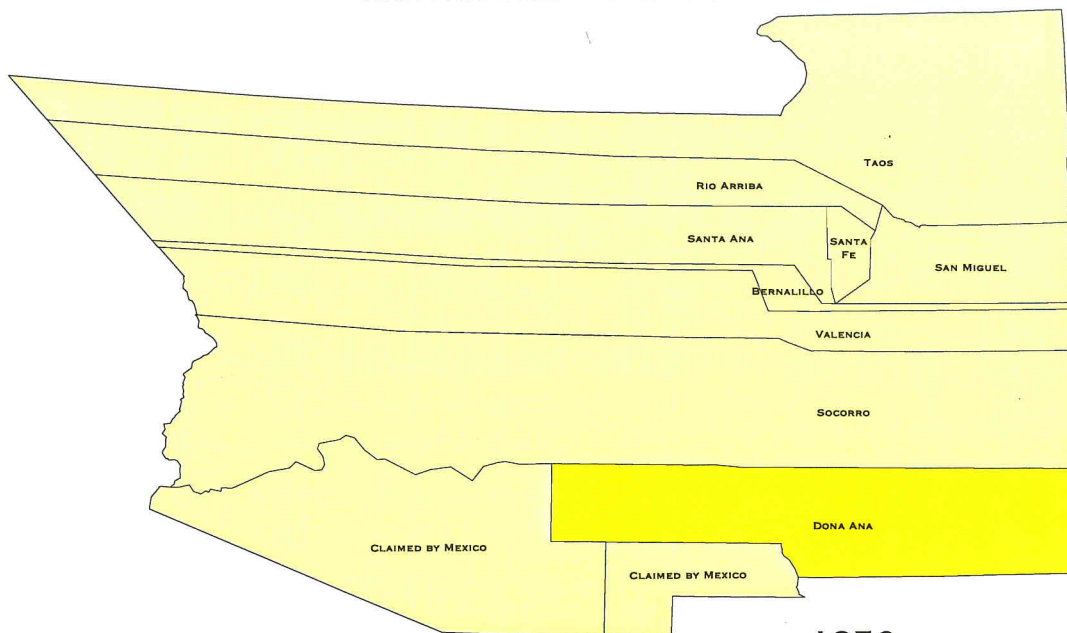 TAOS
RIO ARRIBA
SANTA ANA
SANTA
FE
SAN MIGUEL
BERNALILLO
VALENCIA
SOCORRO
DONA ANA
CLAIMED BY MEXICO
CLAIMED BY MEXICO